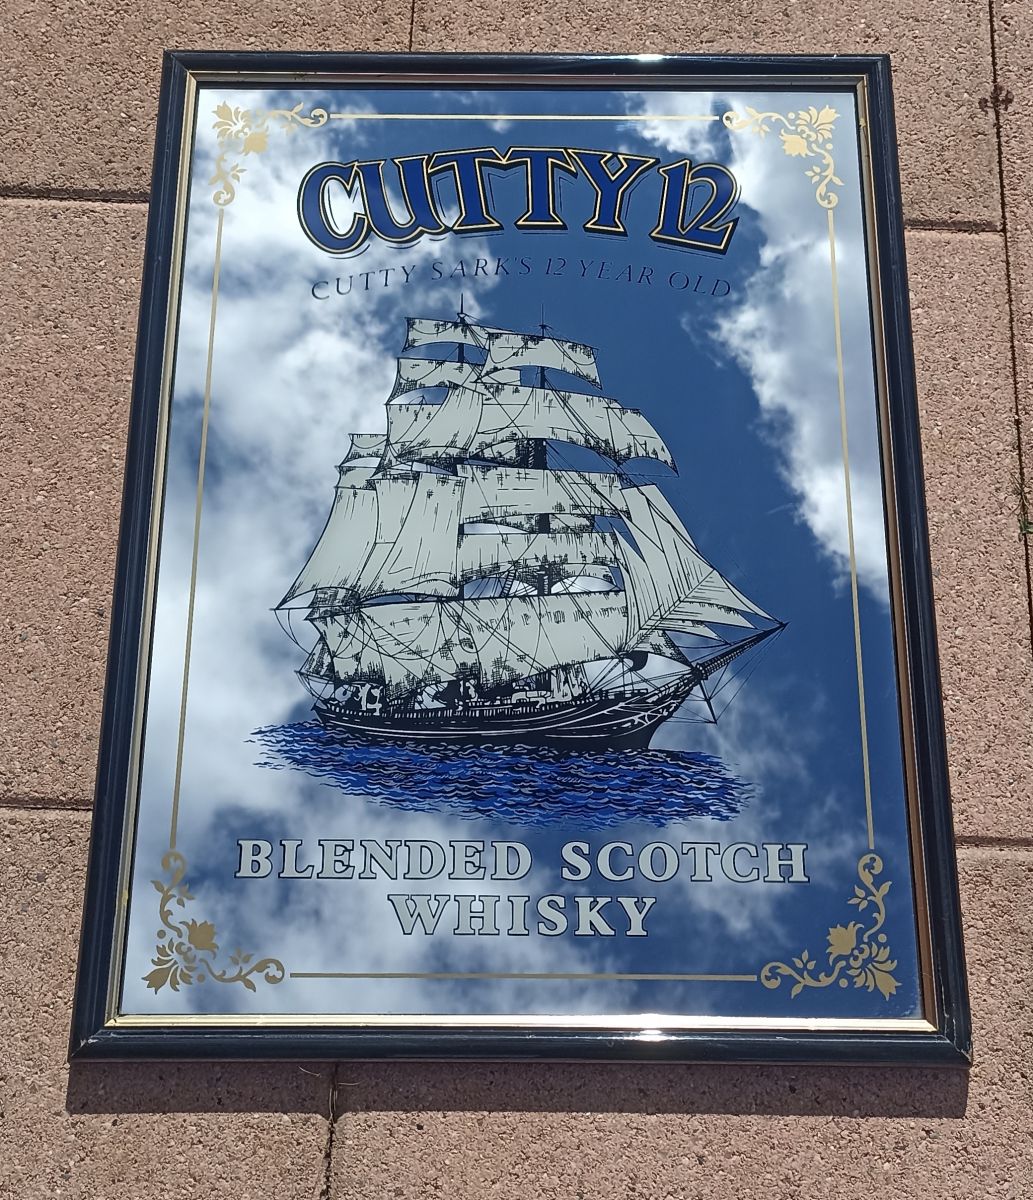 CUTTY 12
CUTTY SARK'S 12 YEAR OLD
BLENDED SCOTCH
WHISKY